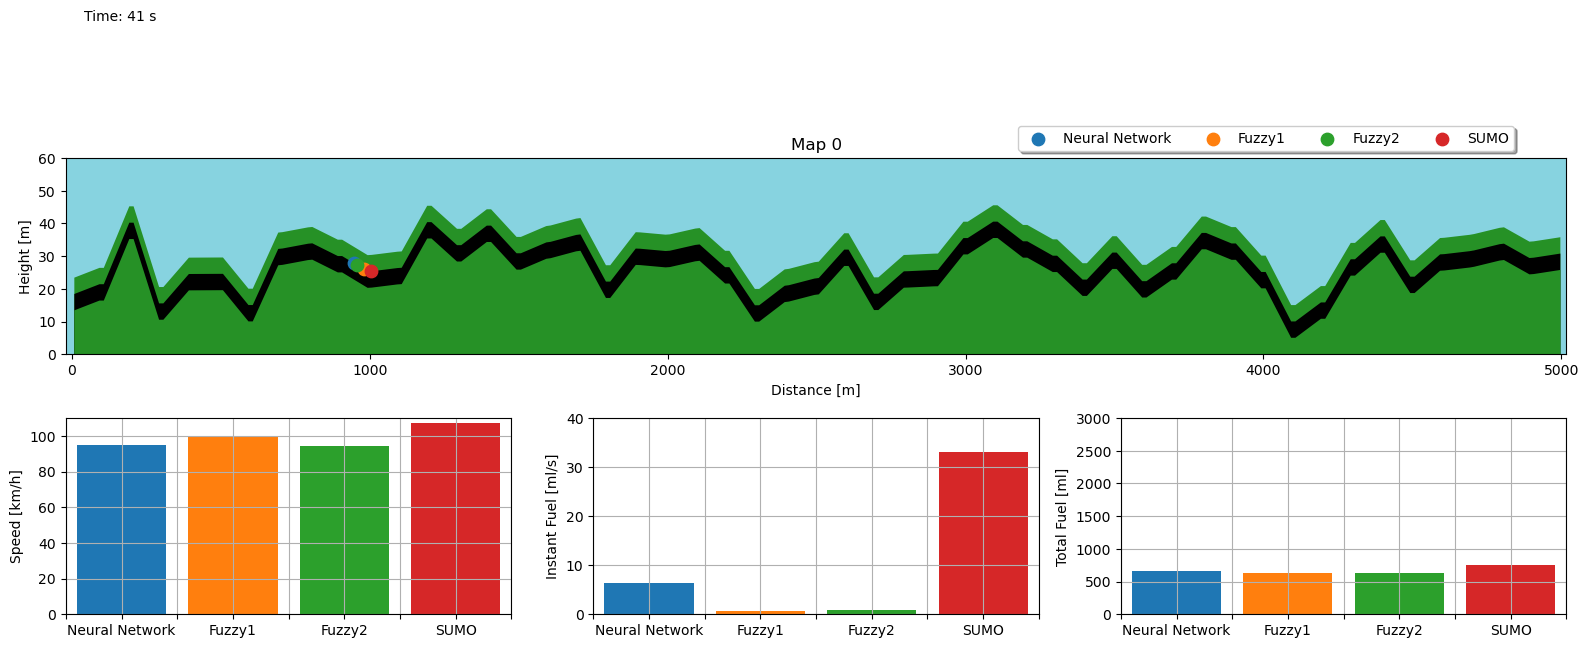 Time: 41 s
Neural Network Fuzzy1 Fuzzy2 SUMO
Map 0
60
50
40
30
20
10
0
Height [m]
0 1000 2000 3000 4000 5000
Distance [m]
100
80
60
40
20
0
Speed [km/h]
Neural Network Fuzzy1 Fuzzy2 SUMO
40
30
20
10
0
Instant Fuel [ml/s]
Neural Network Fuzzy1 Fuzzy2 SUMO
3000
2500
2000
1500
1000
500
0
Total Fuel [ml]
Neural Network Fuzzy1 Fuzzy2 SUMO